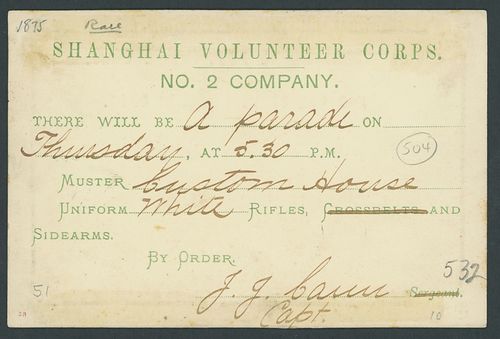 1875 Rare
SHANGHAI VOLUNTEER CORPS.
NO. 2 COMPANY.
THERE WILL BE A parade ON
Thursday, AT 5.30 P.M.
504
MUSTER Custom House
UNIFORM White RIFLES, CROSSBELTS AND
SIDEARMS.
BY ORDER.
532
51 J. J. Sergeant.
Capt. 10